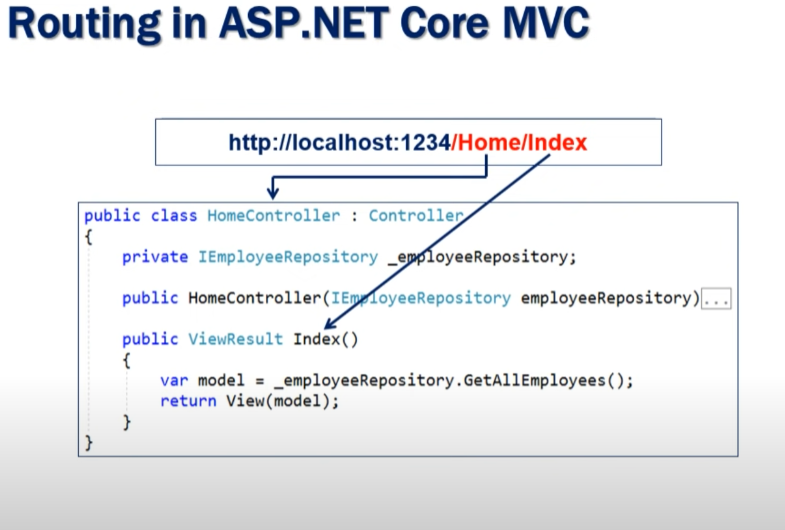 Routing in ASP.NET Core MVC
http://localhost:1234/Home/Index
public class HomeController : Controller
{
private IEmployeeRepository _employeeRepository;
public HomeController(IEmployeeRepository employeeRepository)...
public ViewResult Index()
{
var model = _employeeRepository.GetAllEmployees();
return View(model);
}
}